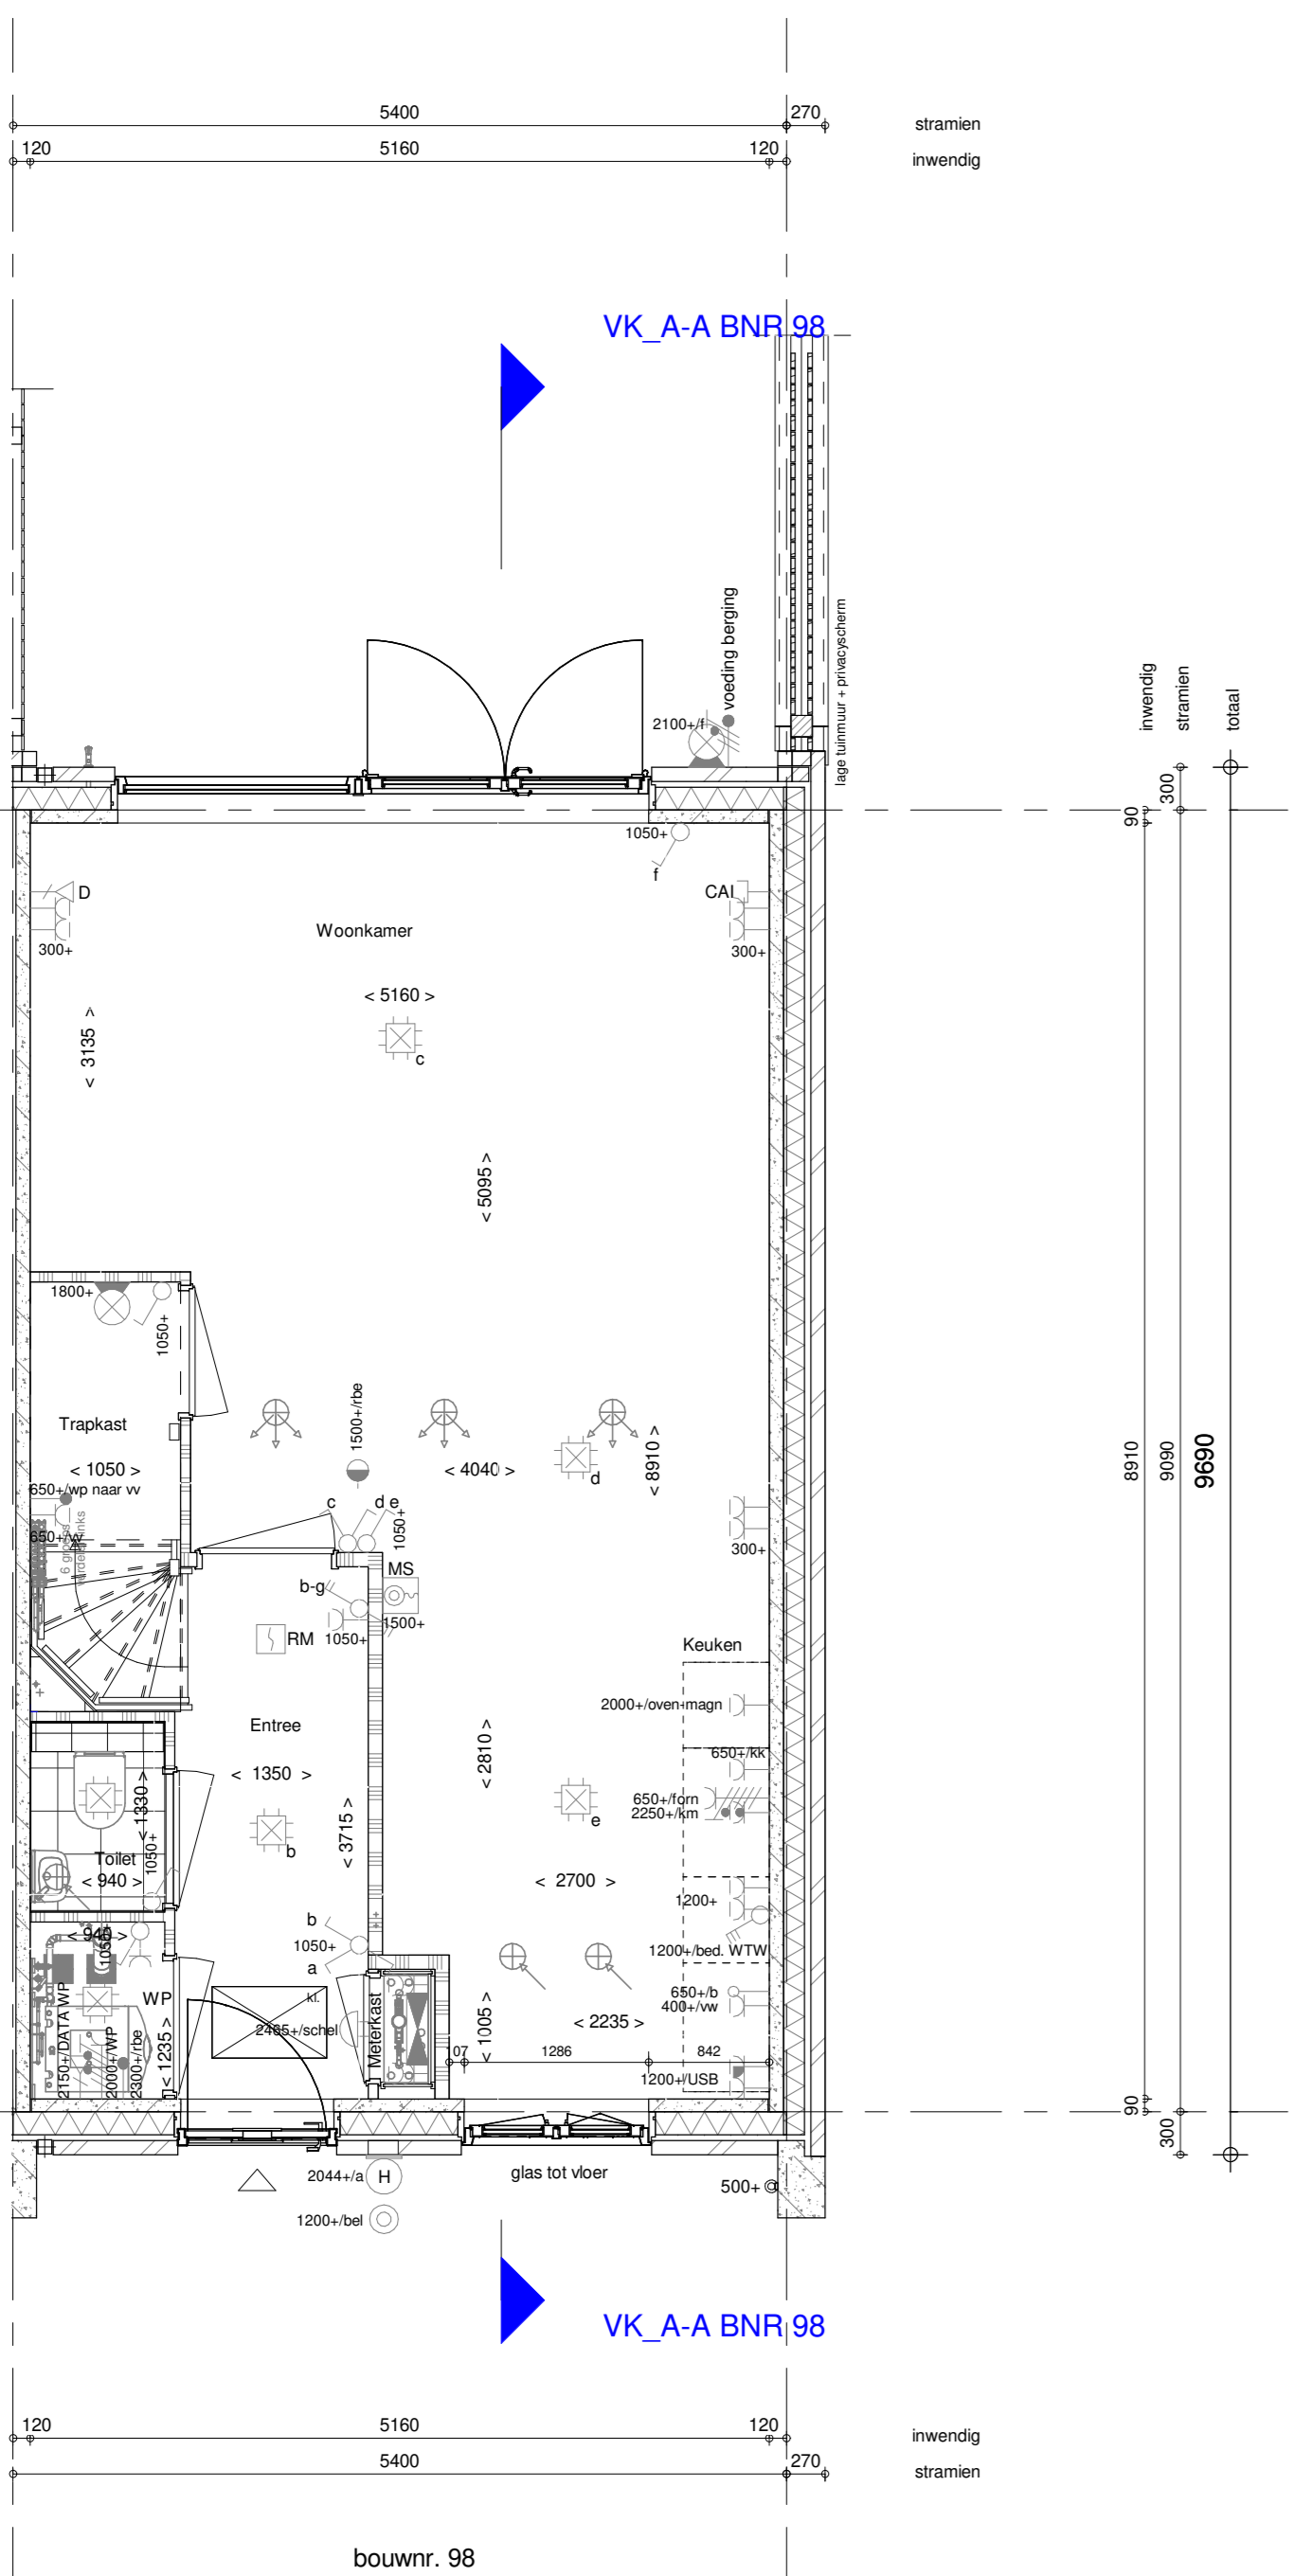 5400
270
stramien
120
5160
120
inwendig
VK_A-A BNR 98
voeding berging
lage tuinmuur + privacyscherm
2100+/f
inwendig
stramien
totaal
300
90
1050+
f
D
300+
CAI
300+
Woonkamer
< 5160 >
c
< 3135 >
< 5095 >
1800+
1050+
Trapkast
< 1050 >
650+/wp naar vv
650+/vv
6 groeps
1500+/rbe
< 4040 >
d
< 8910 >
8910
9090
9690
c
d e
1050+
300+
MS
b-g
1500+
1050+
RM
Keuken
2000+/oven-magn
Entree
< 1350 >
b
< 2810 >
650+/kk
650+/forn
2250+/km
e
< 1330 >
< 3715 >
Toilet
1050+
< 940 >
< 2700 >
1200+
b
1050+
a
1200+/bed. WTW
< 940 >
1050+
WP
kl.
2465+/schel
Meterkast
650+/b
400+/vw
< 2235 >
< 1005 >
2150+/DATA WP
2000+/WP
2300+/rbe
< 1235 >
107
1286
842
1200+/USB
90
300
2044+/a
H
glas tot vloer
500+
1200+/bel
VK_A-A BNR 98
120
5160
120
inwendig
5400
270
stramien
bouwnr. 98